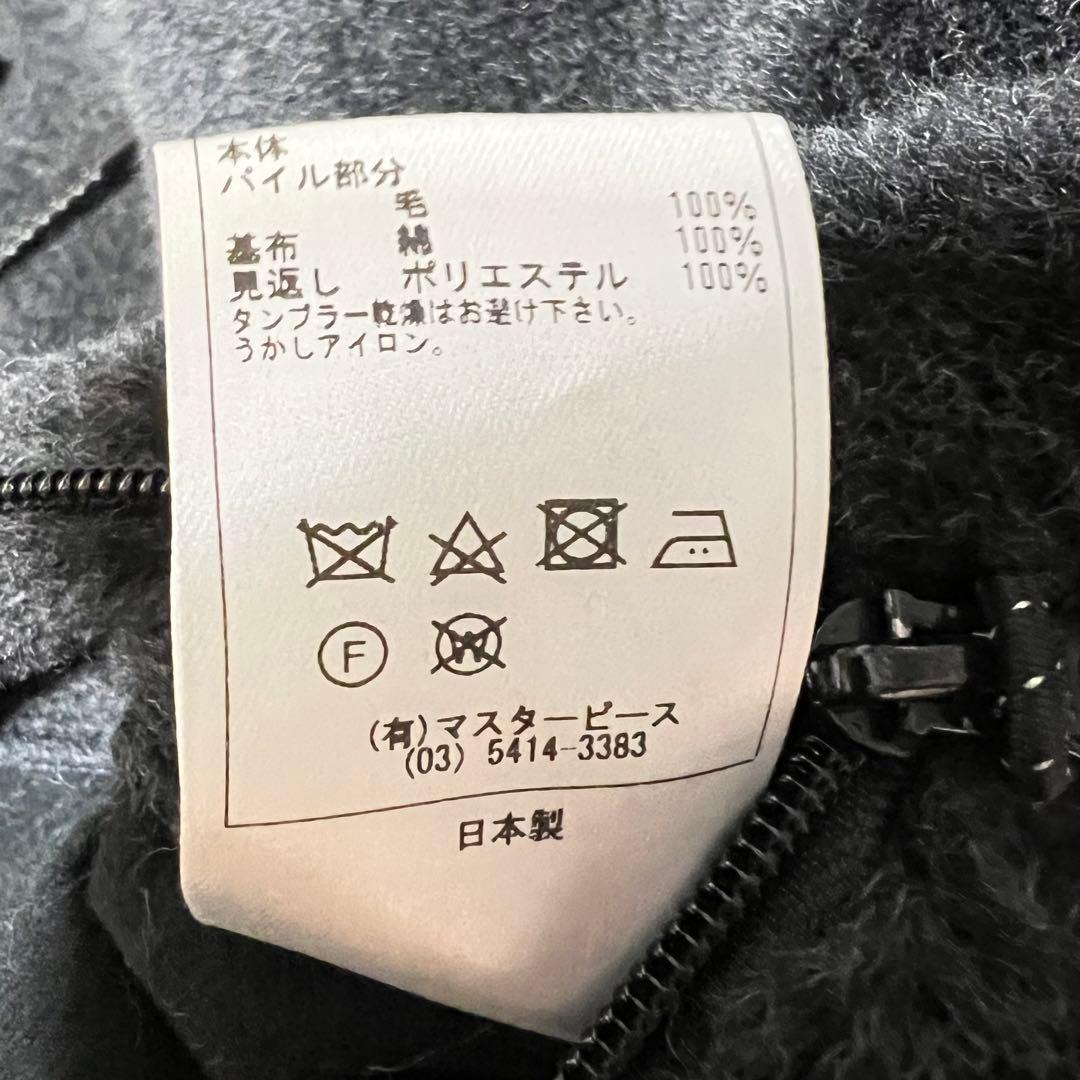 本体
パイル部分
毛 100%
基布 綿 100%
見返し ポリエステル 100%
タンブラー乾燥はお避け下さい。
うかしアイロン。
F
W
(有)マスターピース
(03) 5414-3383
日本製